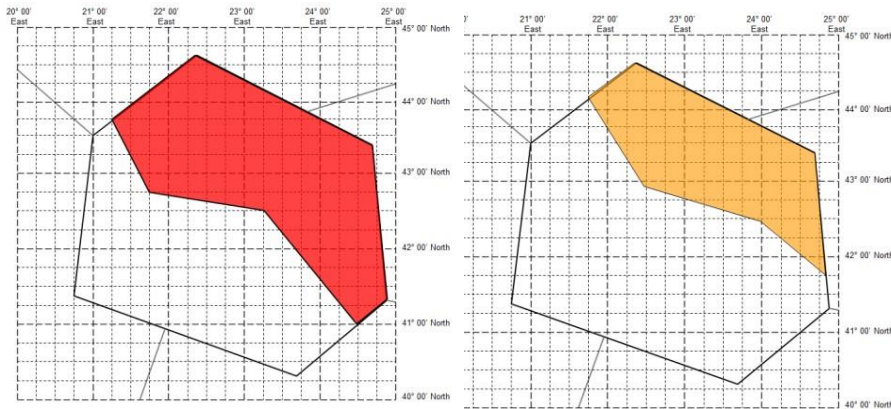 20° 00'
East
21° 00'
East
22° 00'
East
23° 00'
East
24° 00'
East
25° 00'
East
45° 00' North
44° 00' North
43° 00' North
42° 00' North
41° 00' North
40° 00' North
21° 00'
East
22° 00'
East
23° 00'
East
24° 00'
East
25° 00'
East
45° 00' North
44° 00' North
43° 00' North
42° 00' North
41° 00' North
40° 00' North